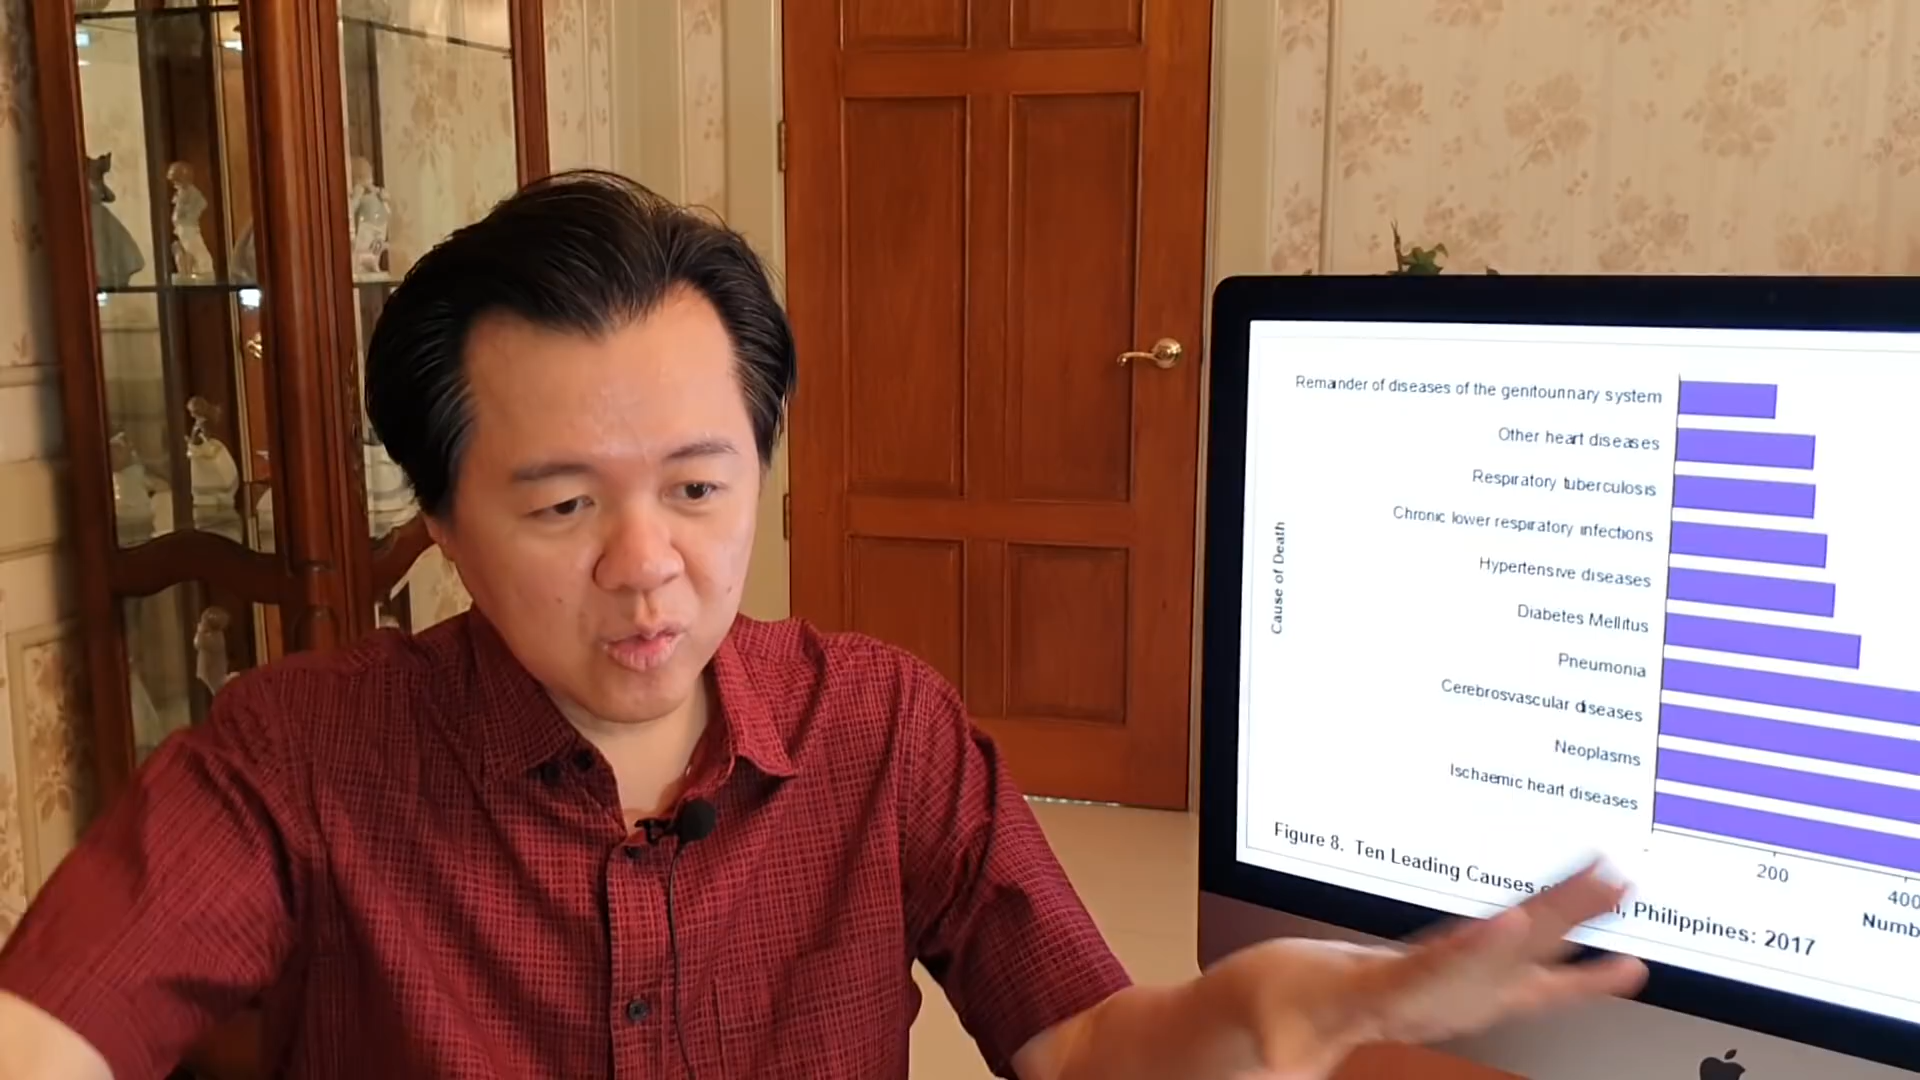 Remainder of diseases of the genitourinary system
Other heart diseases
Respiratory tuberculosis
Chronic lower respiratory infections
Hypertensive diseases
Diabetes Mellitus
Pneumonia
Cerebrosvascular diseases
Neoplasms
Ischaemic heart diseases
Cause of Death
200
400
Numb
Figure 8. Ten Leading Causes
, Philippines: 2017